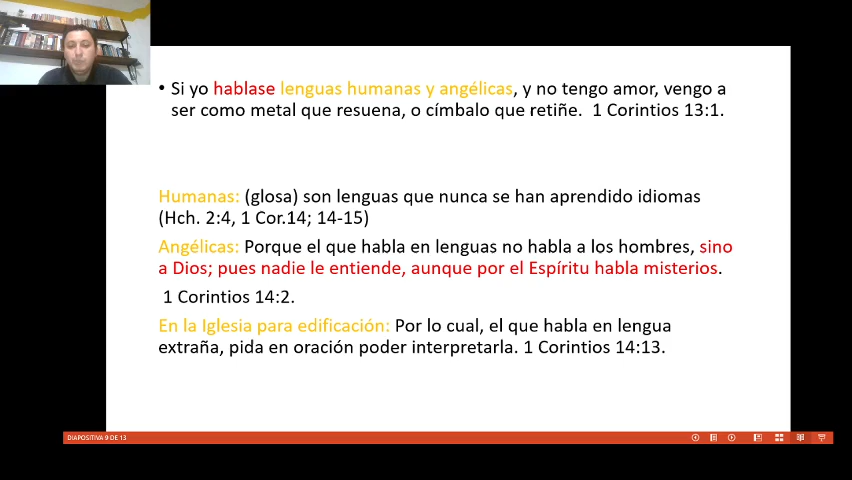 • Si yo hablase lenguas humanas y angélicas, y no tengo amor, vengo a
ser como metal que resuena, o címbalo que retiñe. 1 Corintios 13:1.
Humanas: (glosa) son lenguas que nunca se han aprendido idiomas
(Hch. 2:4, 1 Cor.14; 14-15)
Angélicas: Porque el que habla en lenguas no habla a los hombres, sino
a Dios; pues nadie le entiende, aunque por el Espíritu habla misterios.
1 Corintios 14:2.
En la Iglesia para edificación: Por lo cual, el que habla en lengua
extraña, pida en oración poder interpretarla. 1 Corintios 14:13.
DIAPOSITIVA 9 DE 13